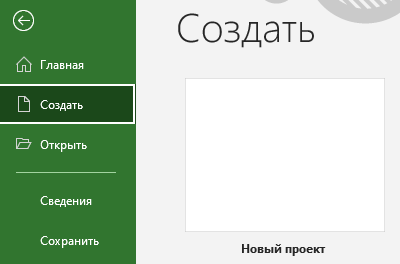 Создать
Главная
Создать
Открыть
Сведения
Сохранить
Новый проект